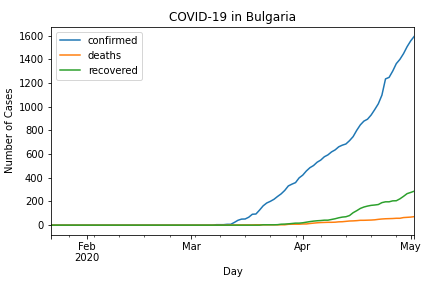 COVID-19 in Bulgaria
confirmed
deaths
recovered
1600
1400
1200
1000
800
600
400
200
0
Number of Cases
Feb
2020
Mar
Apr
May
Day